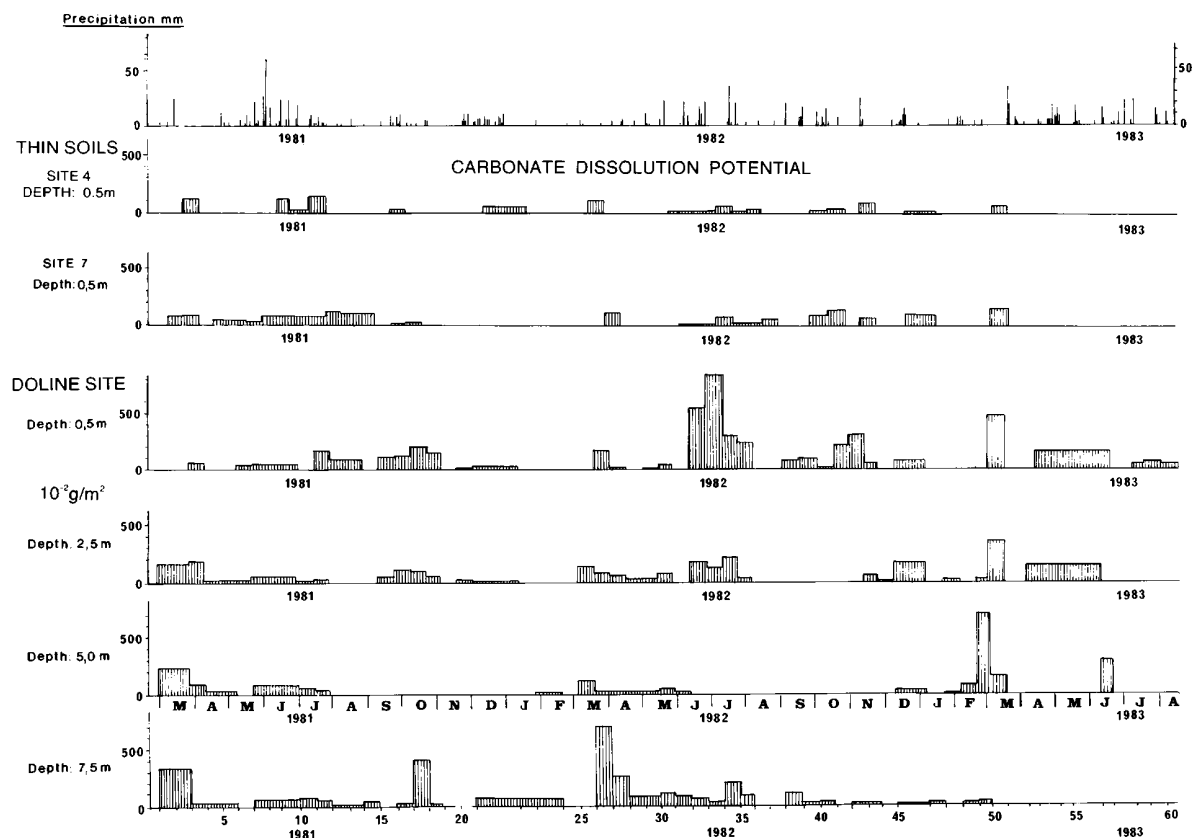 Precipitation mm
50 50
0 0
1981 1982 1983
THIN SOILS 500
SITE 4 CARBONATE DISSOLUTION POTENTIAL
DEPTH: 0.5m
0
1981 1982 1983
SITE 7 500
Depth: 0,5m
0
1981 1982 1983
DOLINE SITE
Depth: 0,5m 500
0
1981 1982 1983
10⁻²g/m²
500
Depth: 2,5m
0
1981 1982 1983
Depth: 5,0 m 500
0
M A M J J A S O N D J F M A M J J A S O N D J F M A M J J A
1981 1982 1983
500
Depth: 7,5m
0
5 10 15 20 25 30 35 40 45 50 55 60
1981 1982 1983